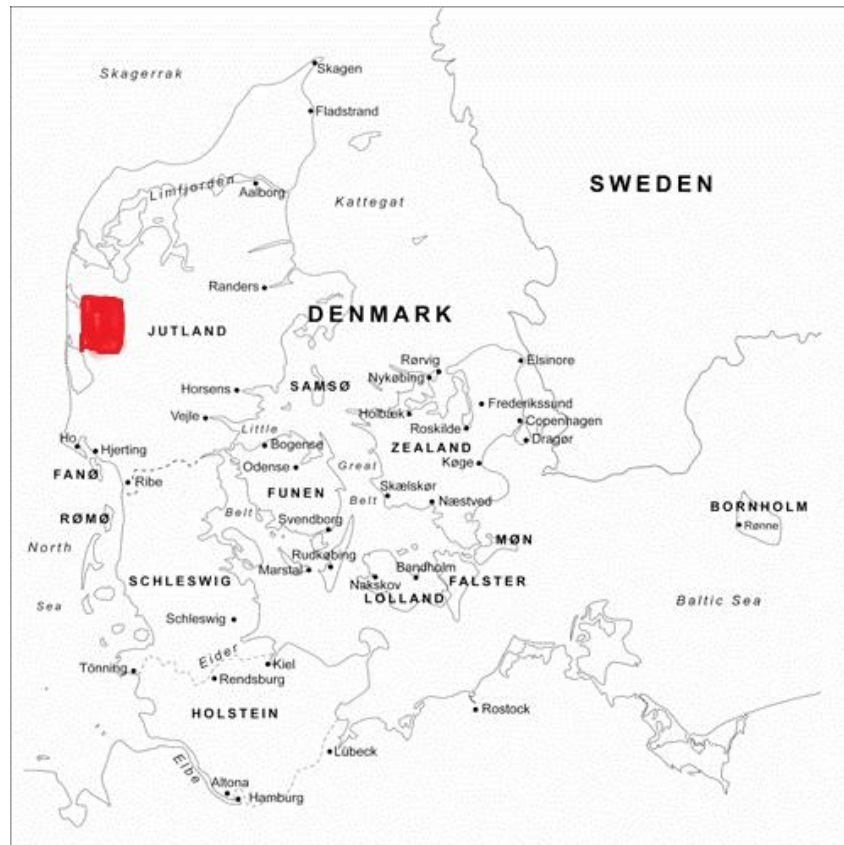 Skagerrak
Skagen
Fladstrand
SWEDEN
Limfjorden
Aalborg
Kattegat
Randers
DENMARK
JUTLAND
Rørvig
Elsinore
Nykøbing
SAMSØ
Horsens
Frederikssund
Holbæk
Vejle
Copenhagen
Little
Roskilde
Dragør
Ho
Bogense
ZEALAND
Hjerting
Odense
Great
Køge
FANØ
Ribe
FUNEN
Skælskør
Belt
Næstved
BORNHOLM
RØMØ
Belt
Svendborg
Rønne
North
MØN
Rudkøbing
Marstal
Bandholm
SCHLESWIG
Nakskov
FALSTER
LOLLAND
Baltic Sea
Sea
Schleswig
Eider
Tönning
Kiel
Rendsburg
HOLSTEIN
Rostock
Lübeck
Elbe
Altona
Hamburg